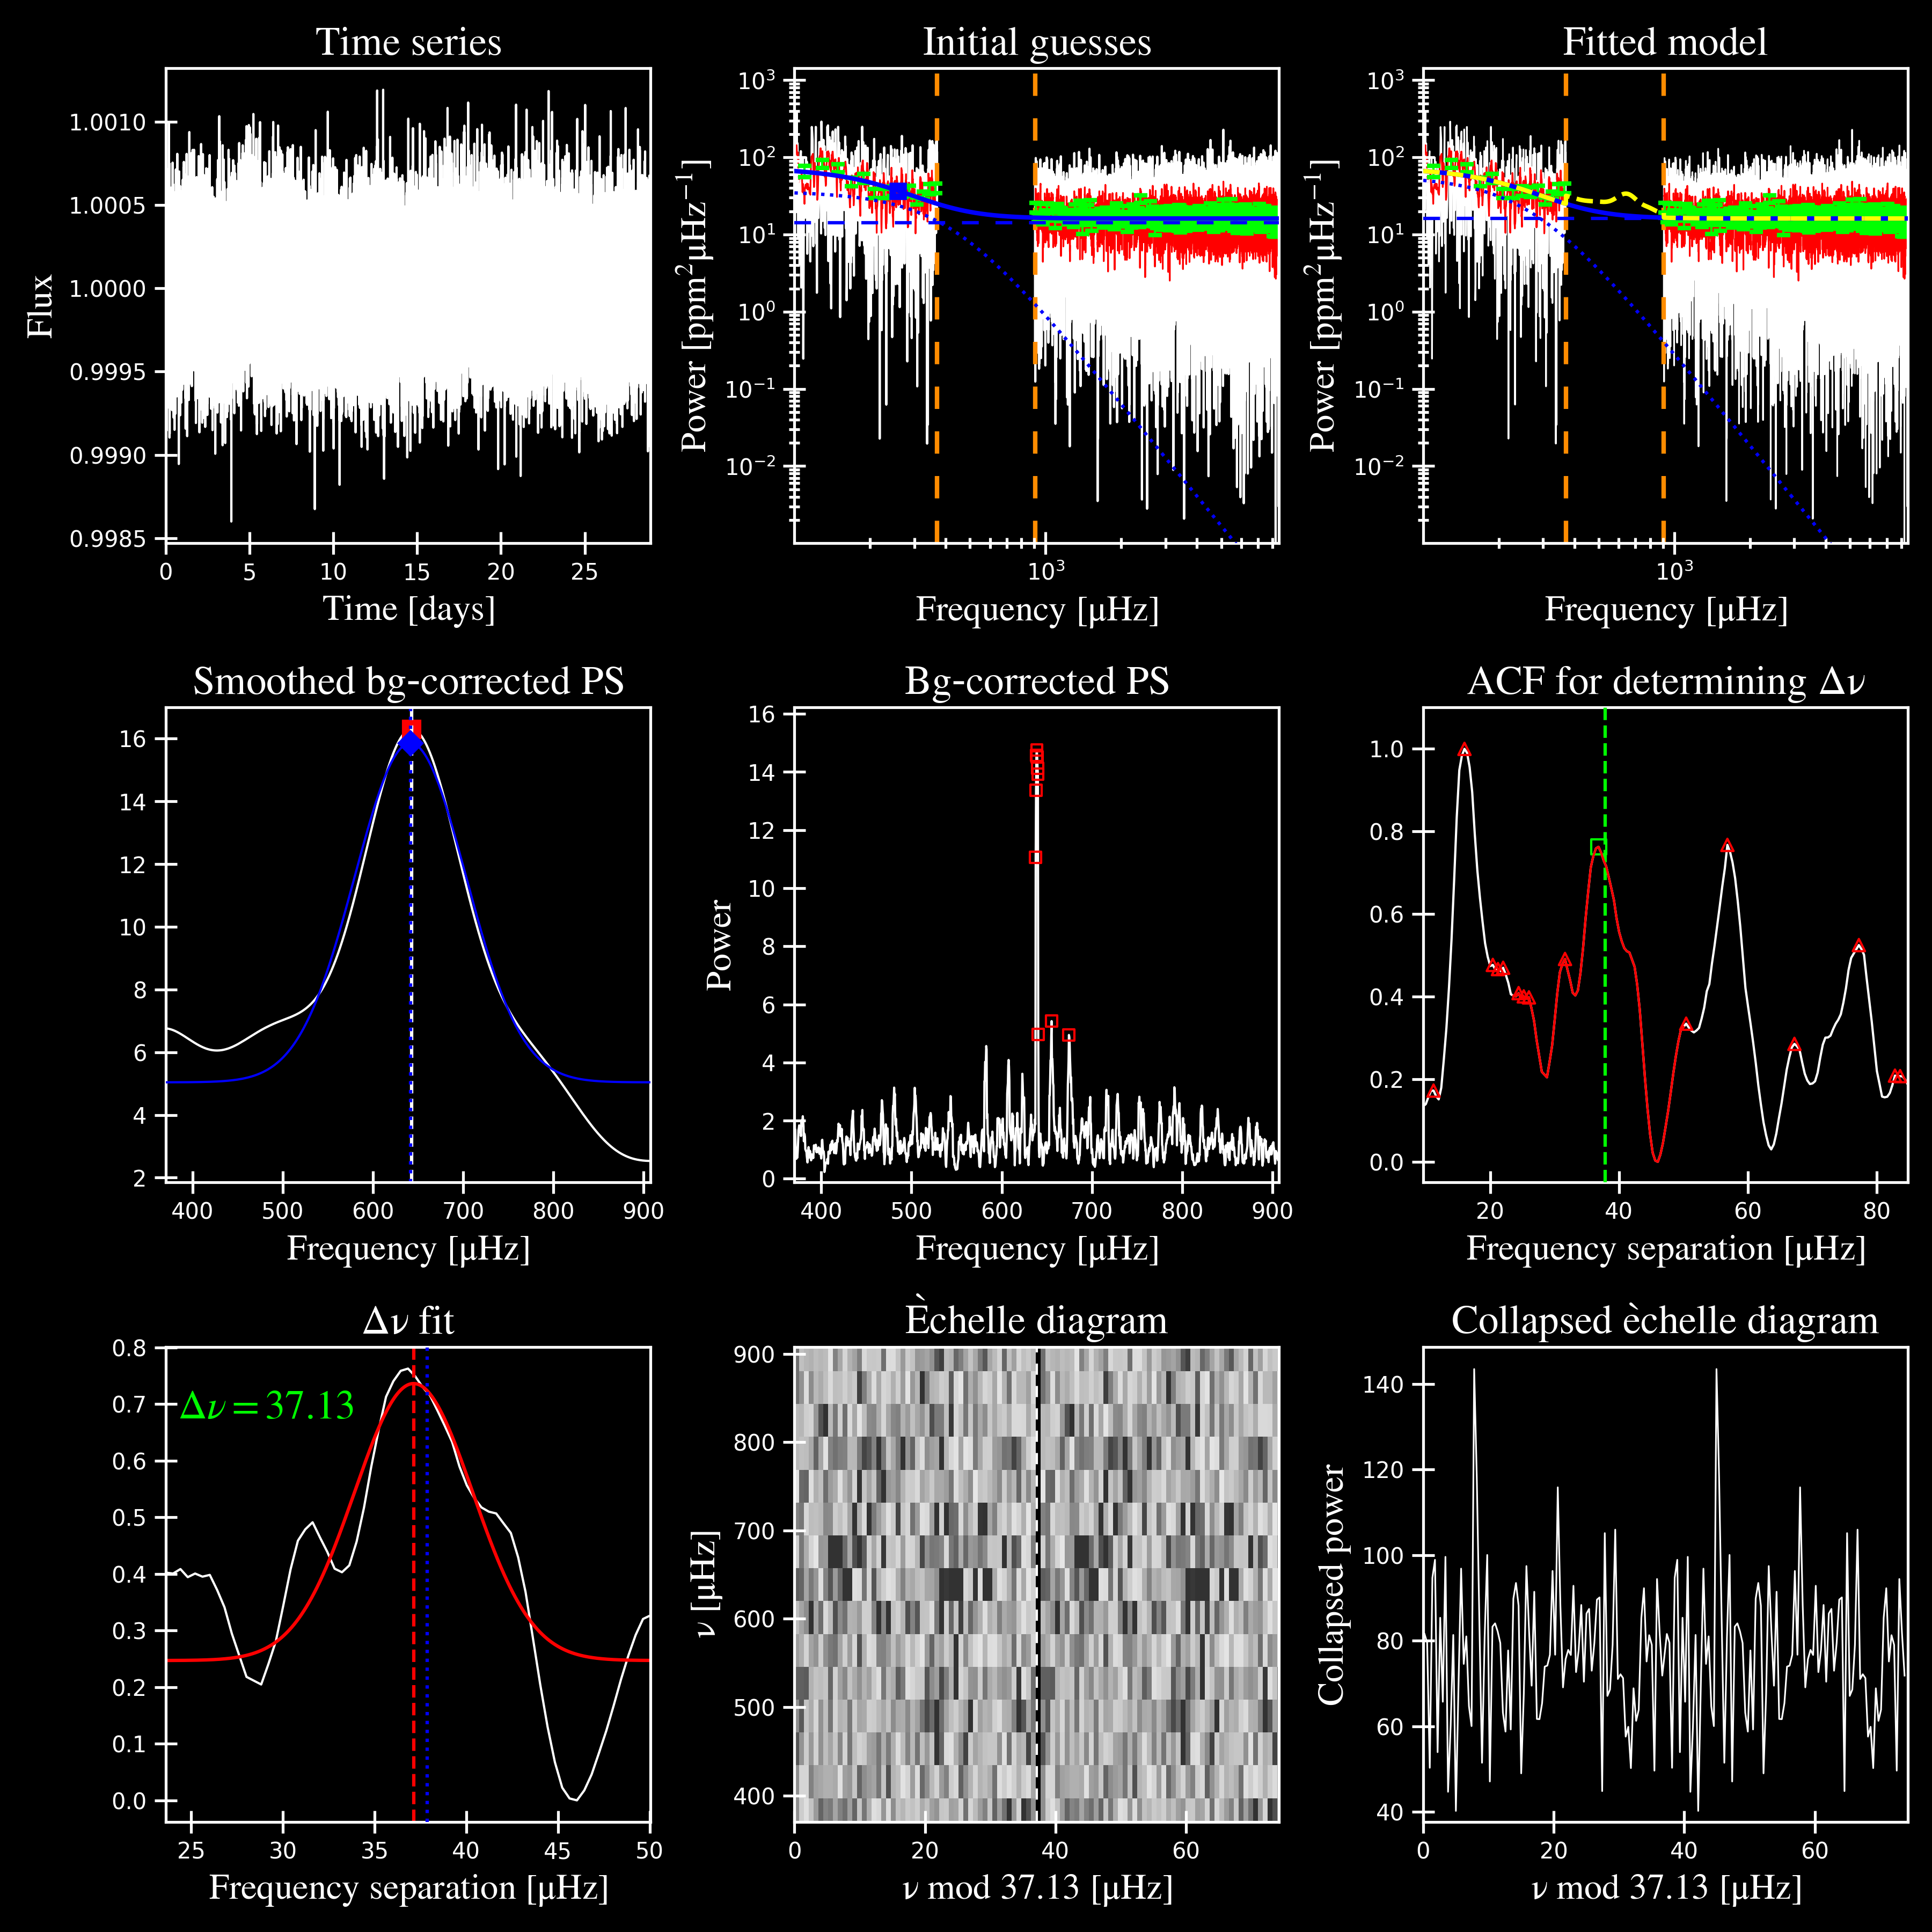 Time series
Flux
1.0010
1.0005
1.0000
0.9995
0.9990
0.9985
0 5 10 15 20 25
Time [days]
Initial guesses
Power [ppm²μHz⁻¹]
10³
10²
10¹
10⁰
10⁻¹
10⁻²
10³
Frequency [μHz]
Fitted model
Power [ppm²μHz⁻¹]
10³
10²
10¹
10⁰
10⁻¹
10⁻²
10³
Frequency [μHz]
Smoothed bg-corrected PS
16
14
12
10
8
6
4
2
400 500 600 700 800 900
Frequency [μHz]
Bg-corrected PS
Power
16
14
12
10
8
6
4
2
0
400 500 600 700 800 900
Frequency [μHz]
ACF for determining Δν
1.0
0.8
0.6
0.4
0.2
0.0
20 40 60 80
Frequency separation [μHz]
Δν fit
Δν = 37.13
0.8
0.7
0.6
0.5
0.4
0.3
0.2
0.1
0.0
25 30 35 40 45 50
Frequency separation [μHz]
Èchelle diagram
ν [μHz]
900
800
700
600
500
400
0 20 40 60
ν mod 37.13 [μHz]
Collapsed èchelle diagram
Collapsed power
140
120
100
80
60
40
0 20 40 60
ν mod 37.13 [μHz]